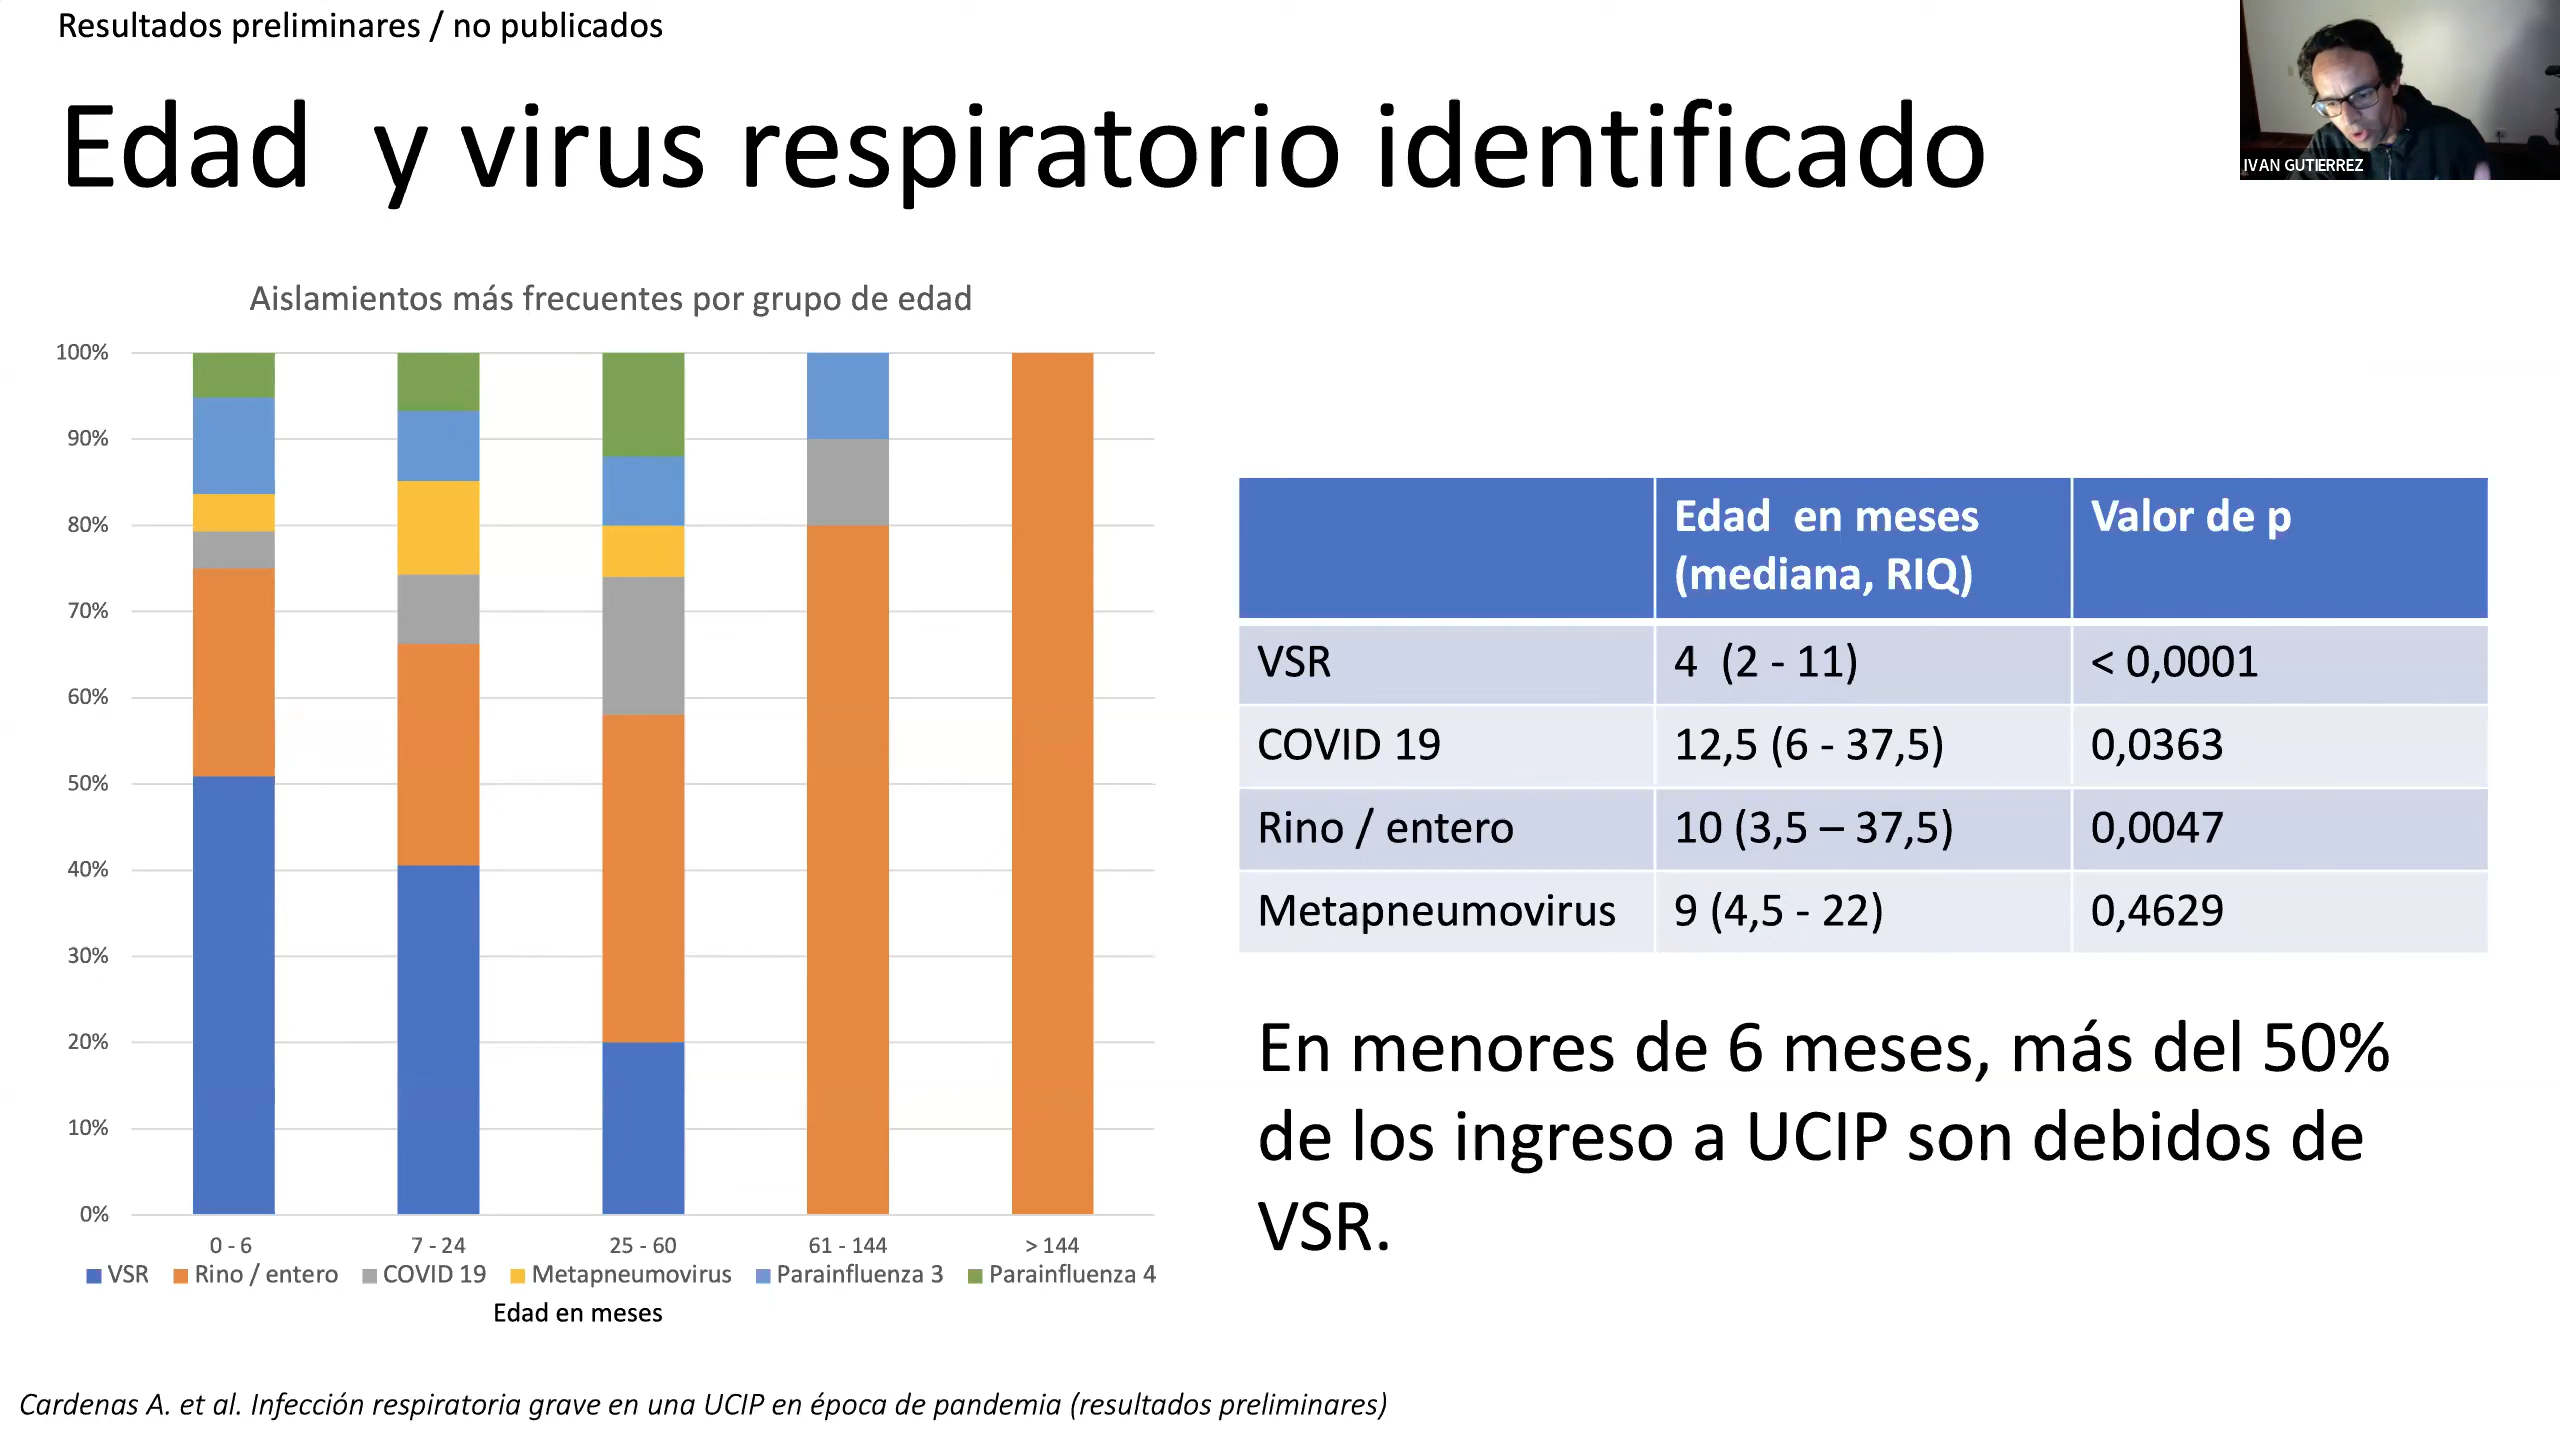 Resultados preliminares / no publicados
IVAN GUTIERREZ
Edad y virus respiratorio identificado
Aislamientos más frecuentes por grupo de edad
100%
90%
80%
70%
60%
50%
40%
30%
20%
10%
0%
0 - 6 7 - 24 25 - 60 61 - 144 > 144
VSR Rino / entero COVID 19 Metapneumovirus Parainfluenza 3 Parainfluenza 4
Edad en meses
Edad en meses Valor de p
(mediana, RIQ)
VSR 4 (2 - 11) < 0,0001
COVID 19 12,5 (6 - 37,5) 0,0363
Rino / entero 10 (3,5 – 37,5) 0,0047
Metapneumovirus 9 (4,5 - 22) 0,4629
En menores de 6 meses, más del 50%
de los ingreso a UCIP son debidos de
VSR.
Cardenas A. et al. Infección respiratoria grave en una UCIP en época de pandemia (resultados preliminares)